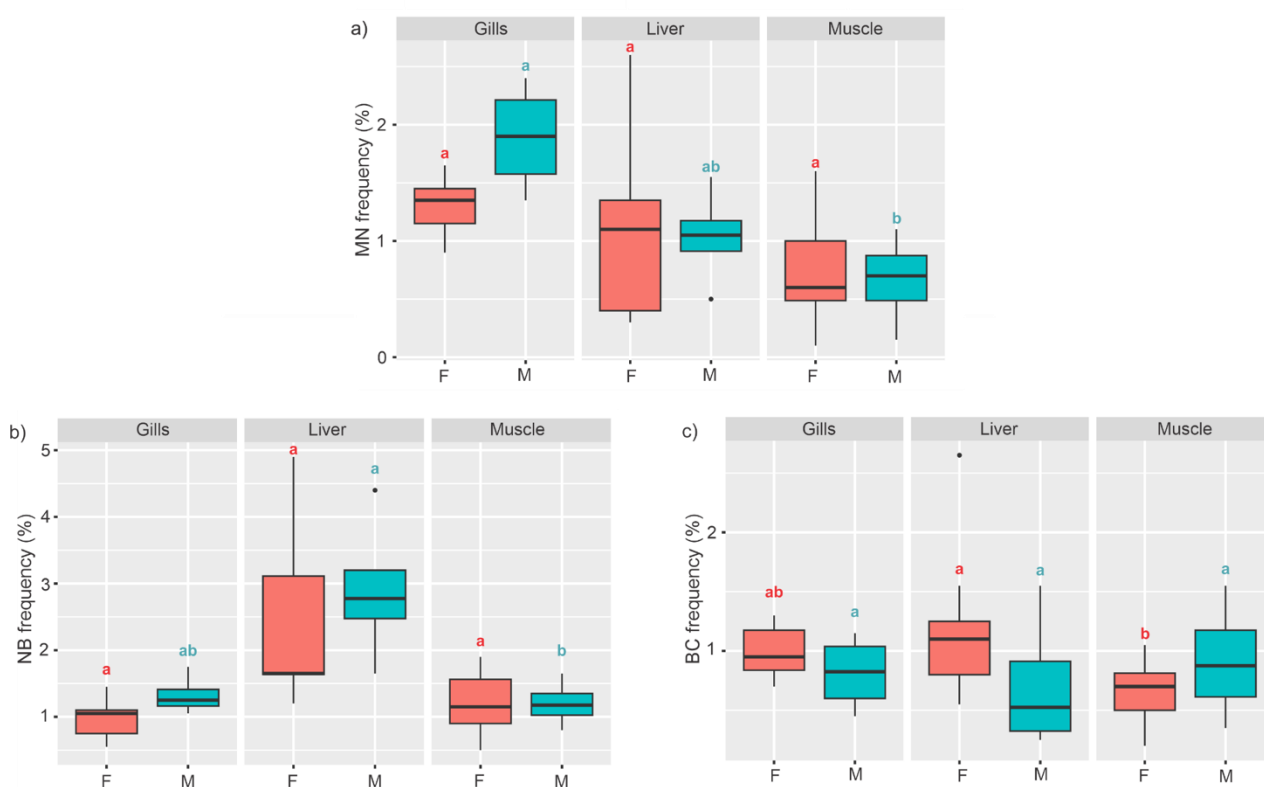 a)
Gills Liver Muscle
MN frequency (%)
2
1
0
a a a ab a b
F M F M F M
b)
Gills Liver Muscle
NB frequency (%)
5
4
3
2
1
a ab a a a b
F M F M F M
c)
Gills Liver Muscle
BC frequency (%)
2
1
ab a a a b a
F M F M F M